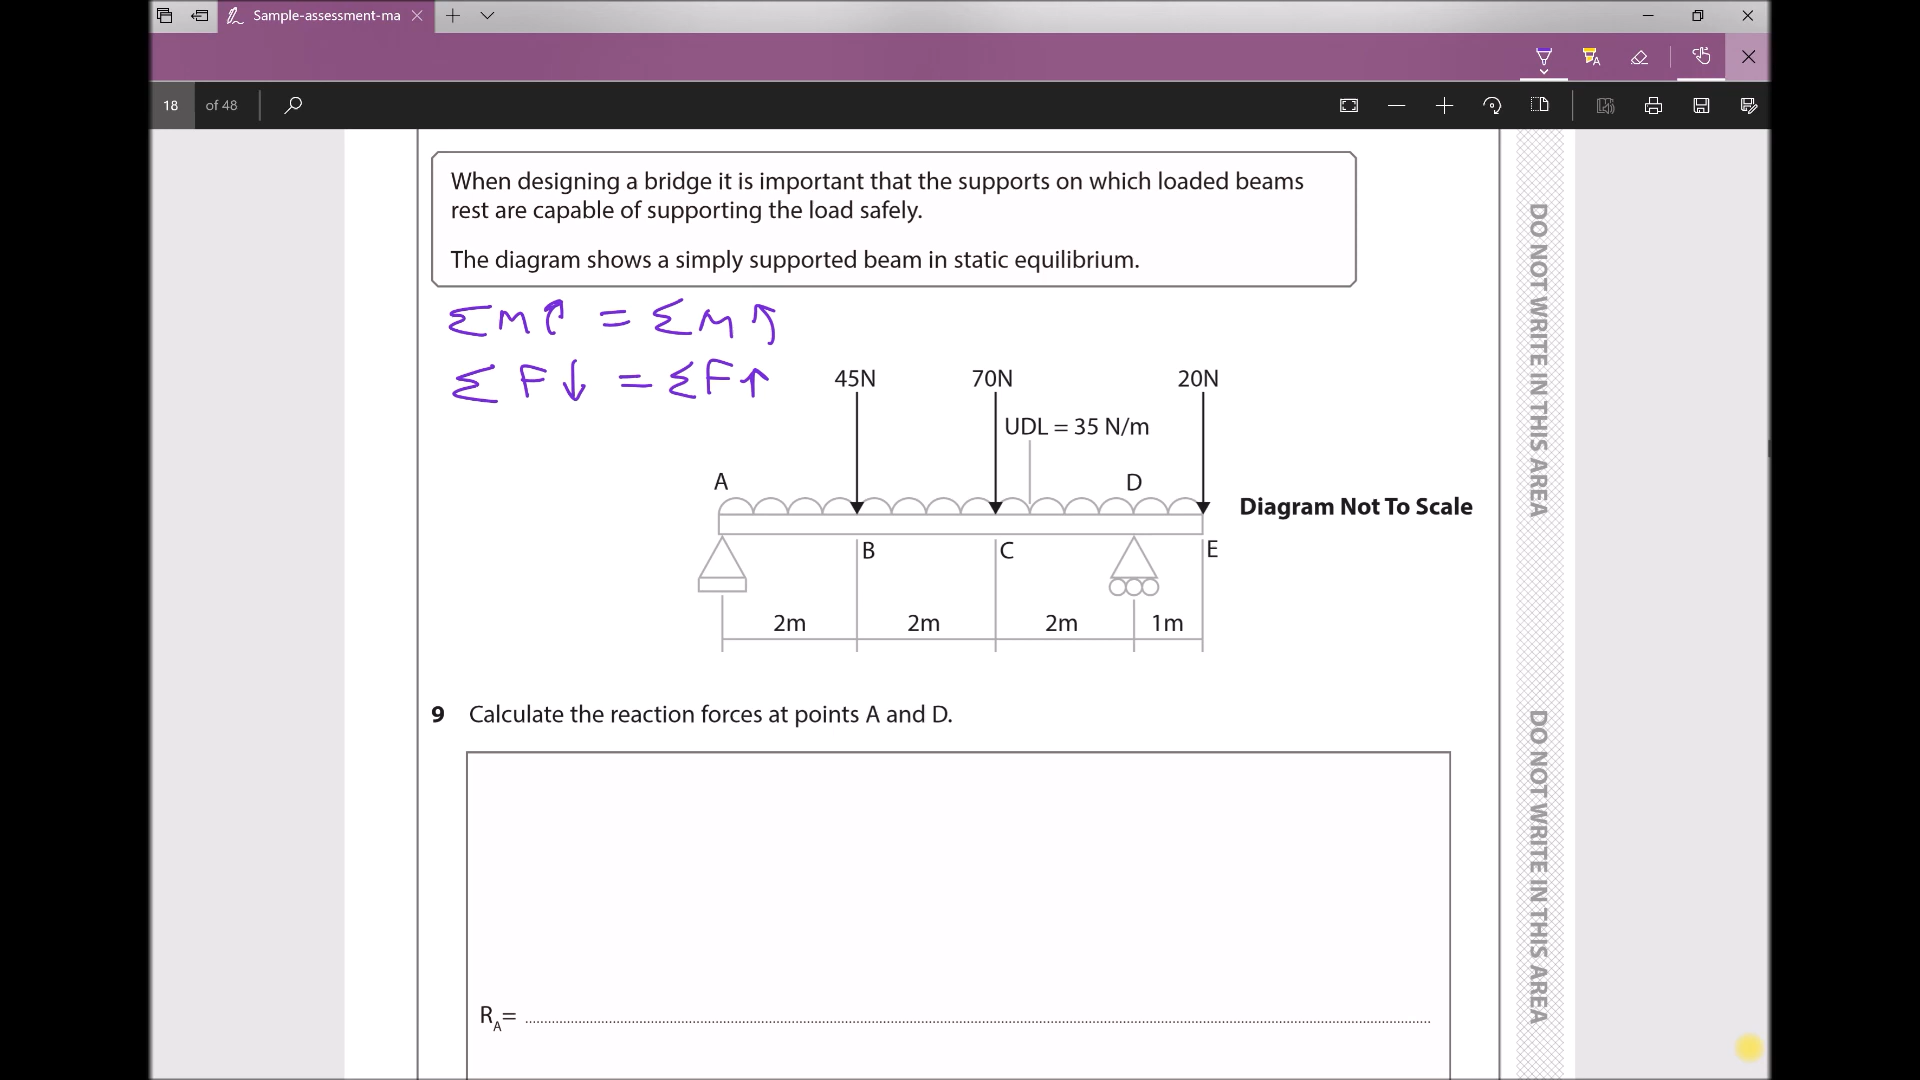 Sample-assessment-ma
18 of 48
When designing a bridge it is important that the supports on which loaded beams
rest are capable of supporting the load safely.
The diagram shows a simply supported beam in static equilibrium.
ΣM↱ = ΣM↰
ΣF↓ = ΣF↑
45N 70N 20N
UDL = 35 N/m
A D
Diagram Not To Scale
B C E
2m 2m 2m 1m
9 Calculate the reaction forces at points A and D.
R_A=
DO NOT WRITE IN THIS AREA
DO NOT WRITE IN THIS AREA